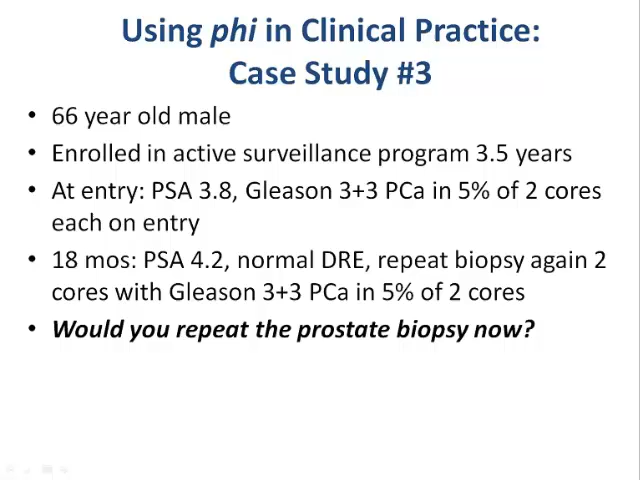 Using phi in Clinical Practice:
Case Study #3
• 66 year old male
• Enrolled in active surveillance program 3.5 years
• At entry: PSA 3.8, Gleason 3+3 PCa in 5% of 2 cores
each on entry
• 18 mos: PSA 4.2, normal DRE, repeat biopsy again 2
cores with Gleason 3+3 PCa in 5% of 2 cores
• Would you repeat the prostate biopsy now?